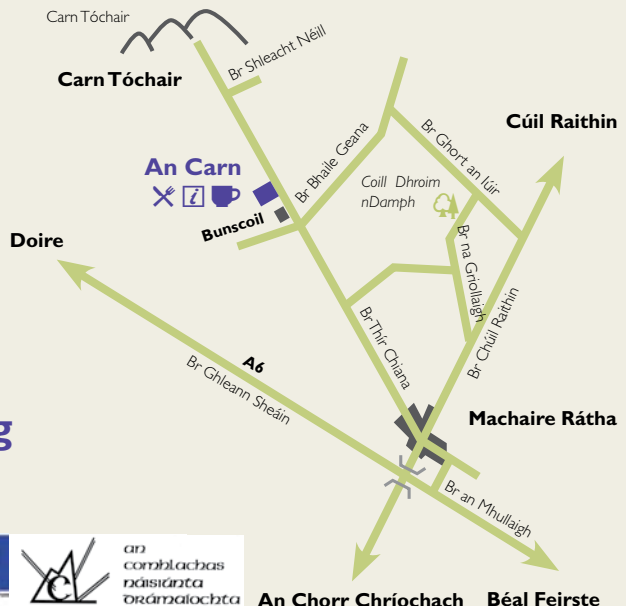 Carn Tóchair
Carn Tóchair
Br Shleacht Néill
Cúil Raithin
Br Ghort an Iúir
Br Bhaile Geana
An Carn
Coill Dhroim
nDamph
Bunscoil
Doire
Br na Griollaigh
Br Chúil Raithin
Br Thír Chiana
A6
Br Ghleann Sheáin
Machaire Rátha
g
Br an Mhullaigh
An Chorr Chríochach
Béal Feirste
an
comhlachas
náisiúnta
drámaíochta